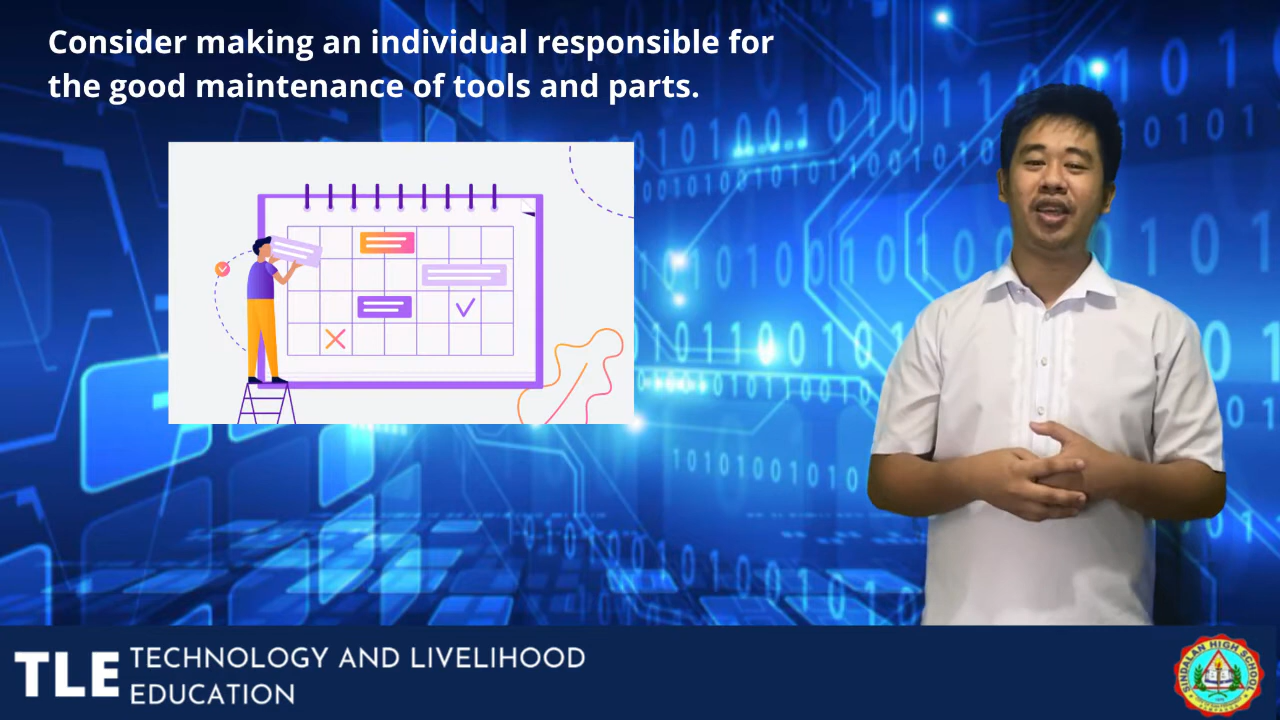 Consider making an individual responsible for
the good maintenance of tools and parts.
TLE TECHNOLOGY AND LIVELIHOOD
EDUCATION
SINDALAN HIGH SCHOOL